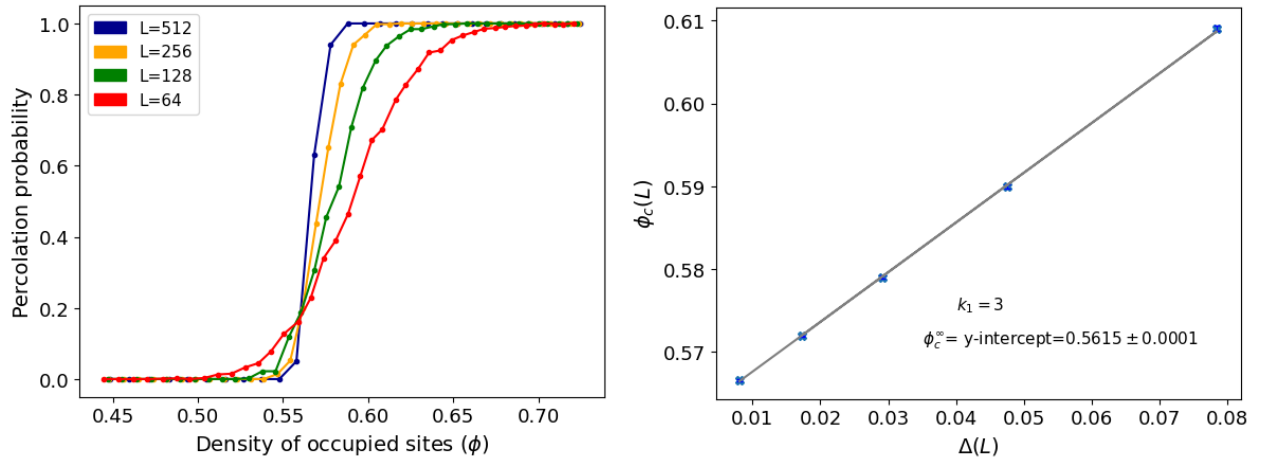 1.0
0.8
0.6
0.4
0.2
0.0
Percolation probability
L=512
L=256
L=128
L=64
0.45 0.50 0.55 0.60 0.65 0.70
Density of occupied sites (ϕ)
0.61
0.60
0.59
0.58
0.57
ϕ_c(L)
k₁ = 3
ϕ_c^∞= y-intercept=0.5615 ± 0.0001
0.01 0.02 0.03 0.04 0.05 0.06 0.07 0.08
Δ(L)